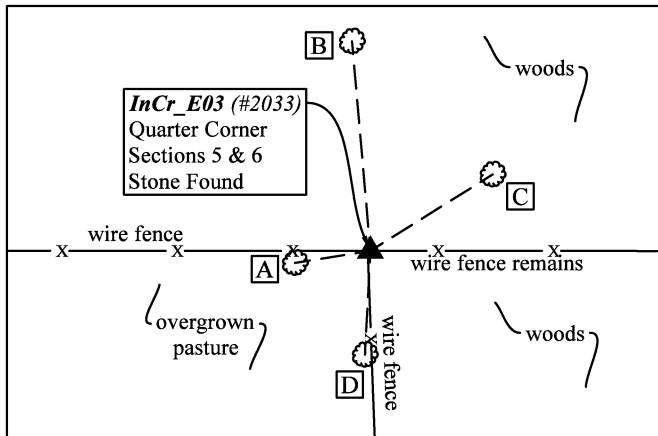 B
woods
InCr_E03 (#2033)
Quarter Corner
Sections 5 & 6
Stone Found
C
wire fence
x
x
x
x
x
A
wire fence remains
overgrown
pasture
wire fence
x
woods
D